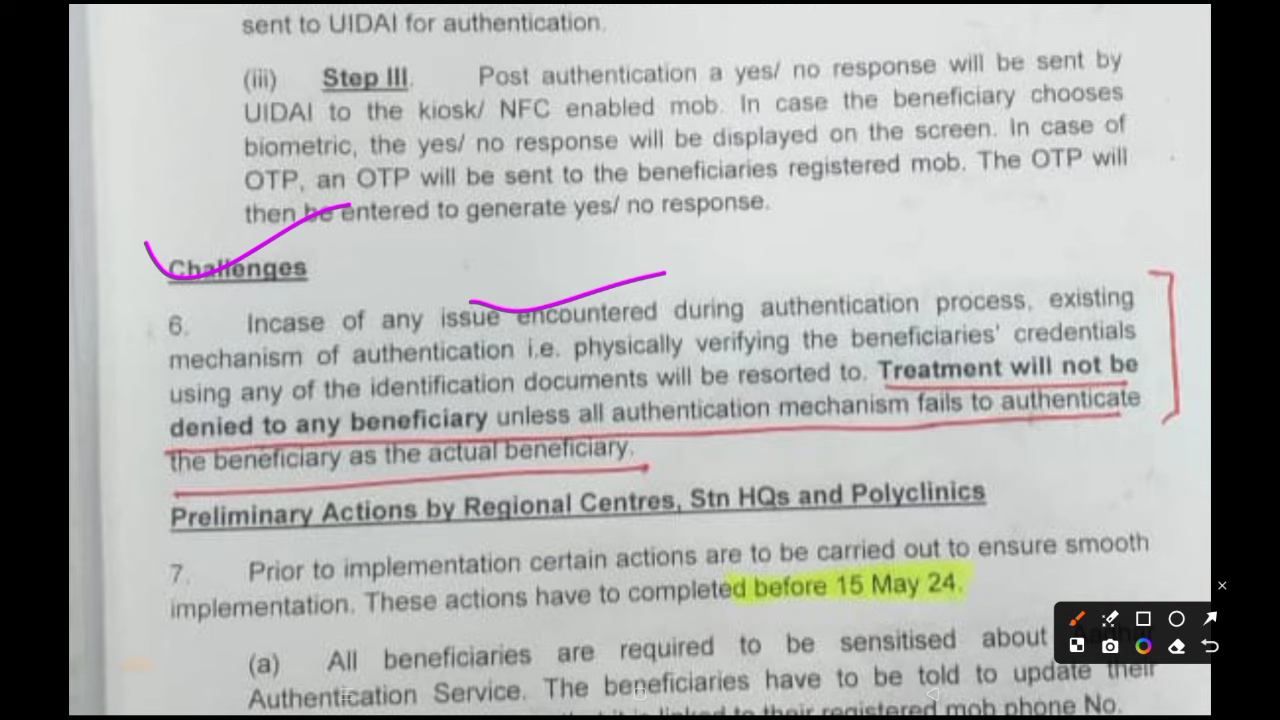 sent to UIDAI for authentication.
(iii) Step III. Post authentication a yes/ no response will be sent by
UIDAI to the kiosk/ NFC enabled mob. In case the beneficiary chooses
biometric, the yes/ no response will be displayed on the screen. In case of
OTP, an OTP will be sent to the beneficiaries registered mob. The OTP will
then be entered to generate yes/ no response.
Challenges
6. Incase of any issue encountered during authentication process, existing
mechanism of authentication i.e. physically verifying the beneficiaries' credentials
using any of the identification documents will be resorted to. Treatment will not be
denied to any beneficiary unless all authentication mechanism fails to authenticate
the beneficiary as the actual beneficiary.
Preliminary Actions by Regional Centres, Stn HQs and Polyclinics
7. Prior to implementation certain actions are to be carried out to ensure smooth
implementation. These actions have to completed before 15 May 24.
(a) All beneficiaries are required to be sensitised about
Authentication Service. The beneficiaries have to be told to update their
linked to their registered mob phone No.